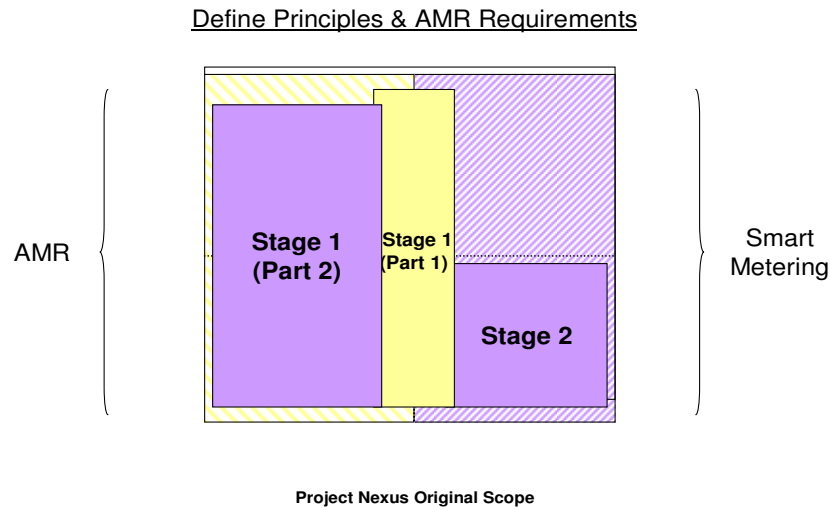 Define Principles & AMR Requirements
AMR
Stage 1
(Part 2)
Stage 1
(Part 1)
Stage 2
Smart
Metering
Project Nexus Original Scope